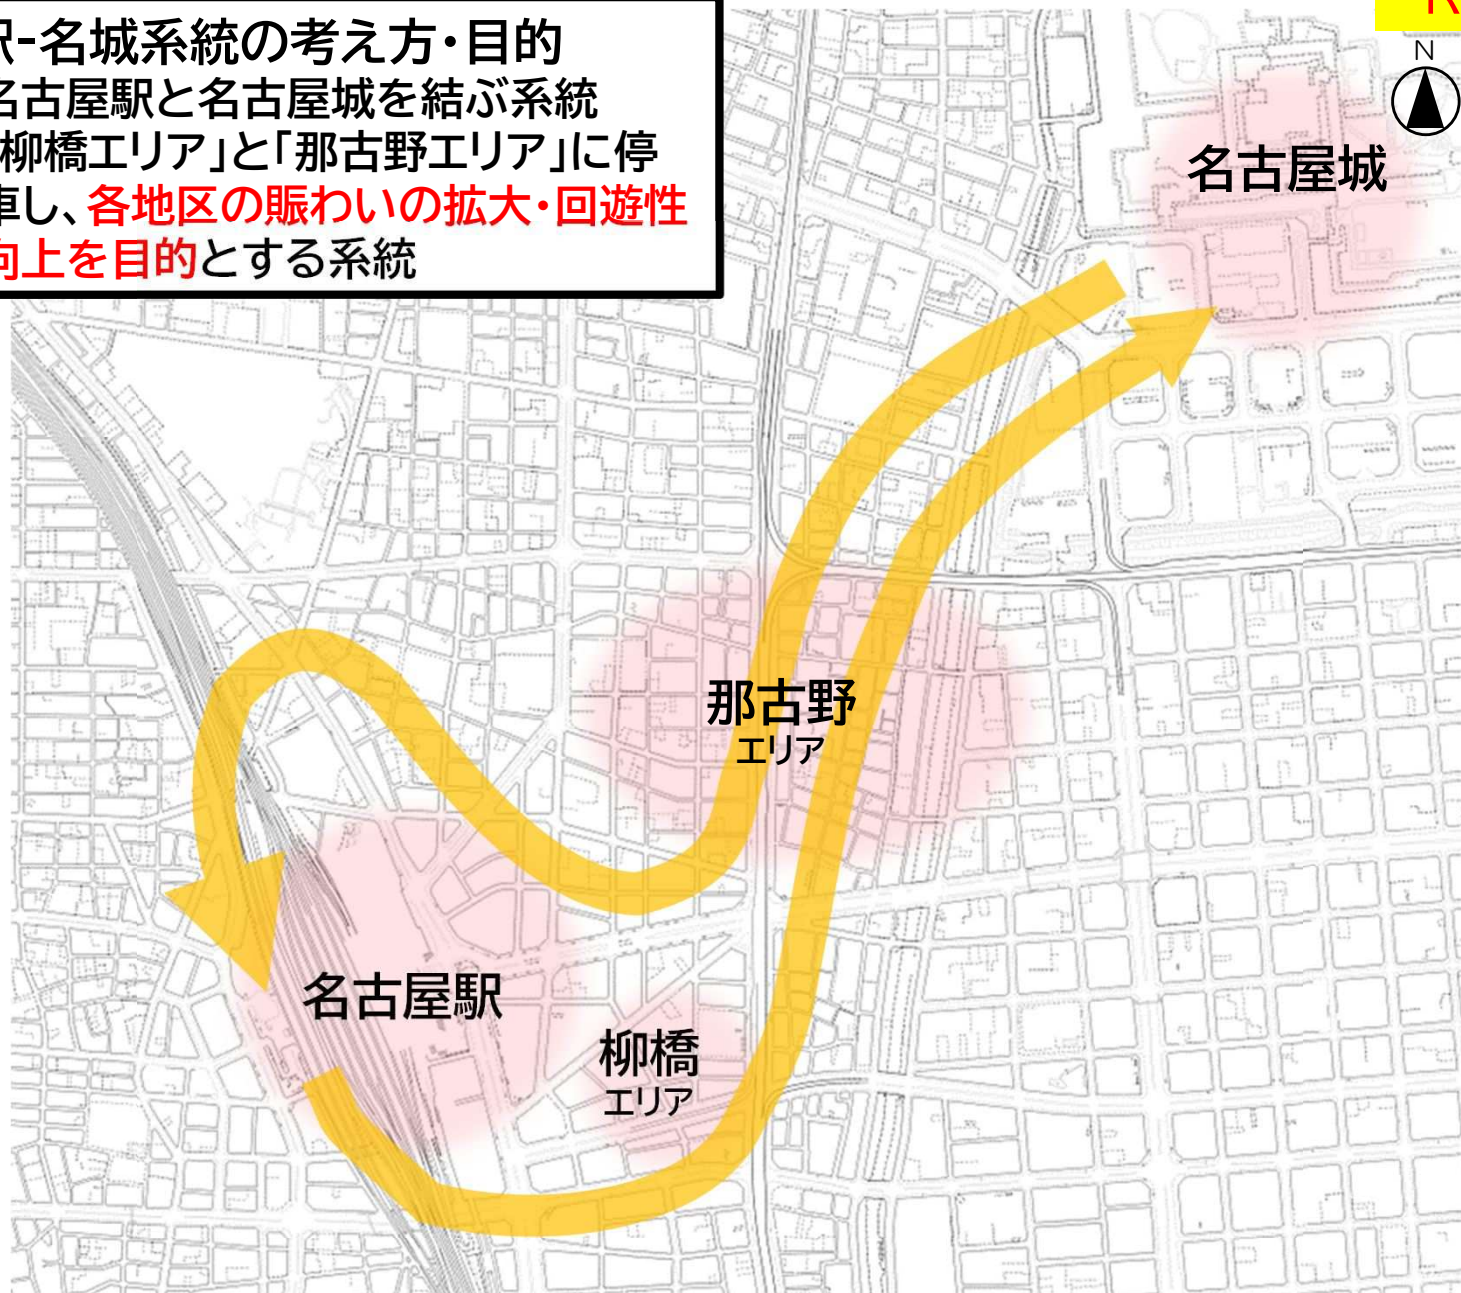 駅-名城系統の考え方・目的
名古屋駅と名古屋城を結ぶ系統
「柳橋エリア」と「那古野エリア」に停
車し、各地区の賑わいの拡大・回遊性
向上を目的とする系統
R
N
名古屋城
那古野
エリア
名古屋駅
柳橋
エリア